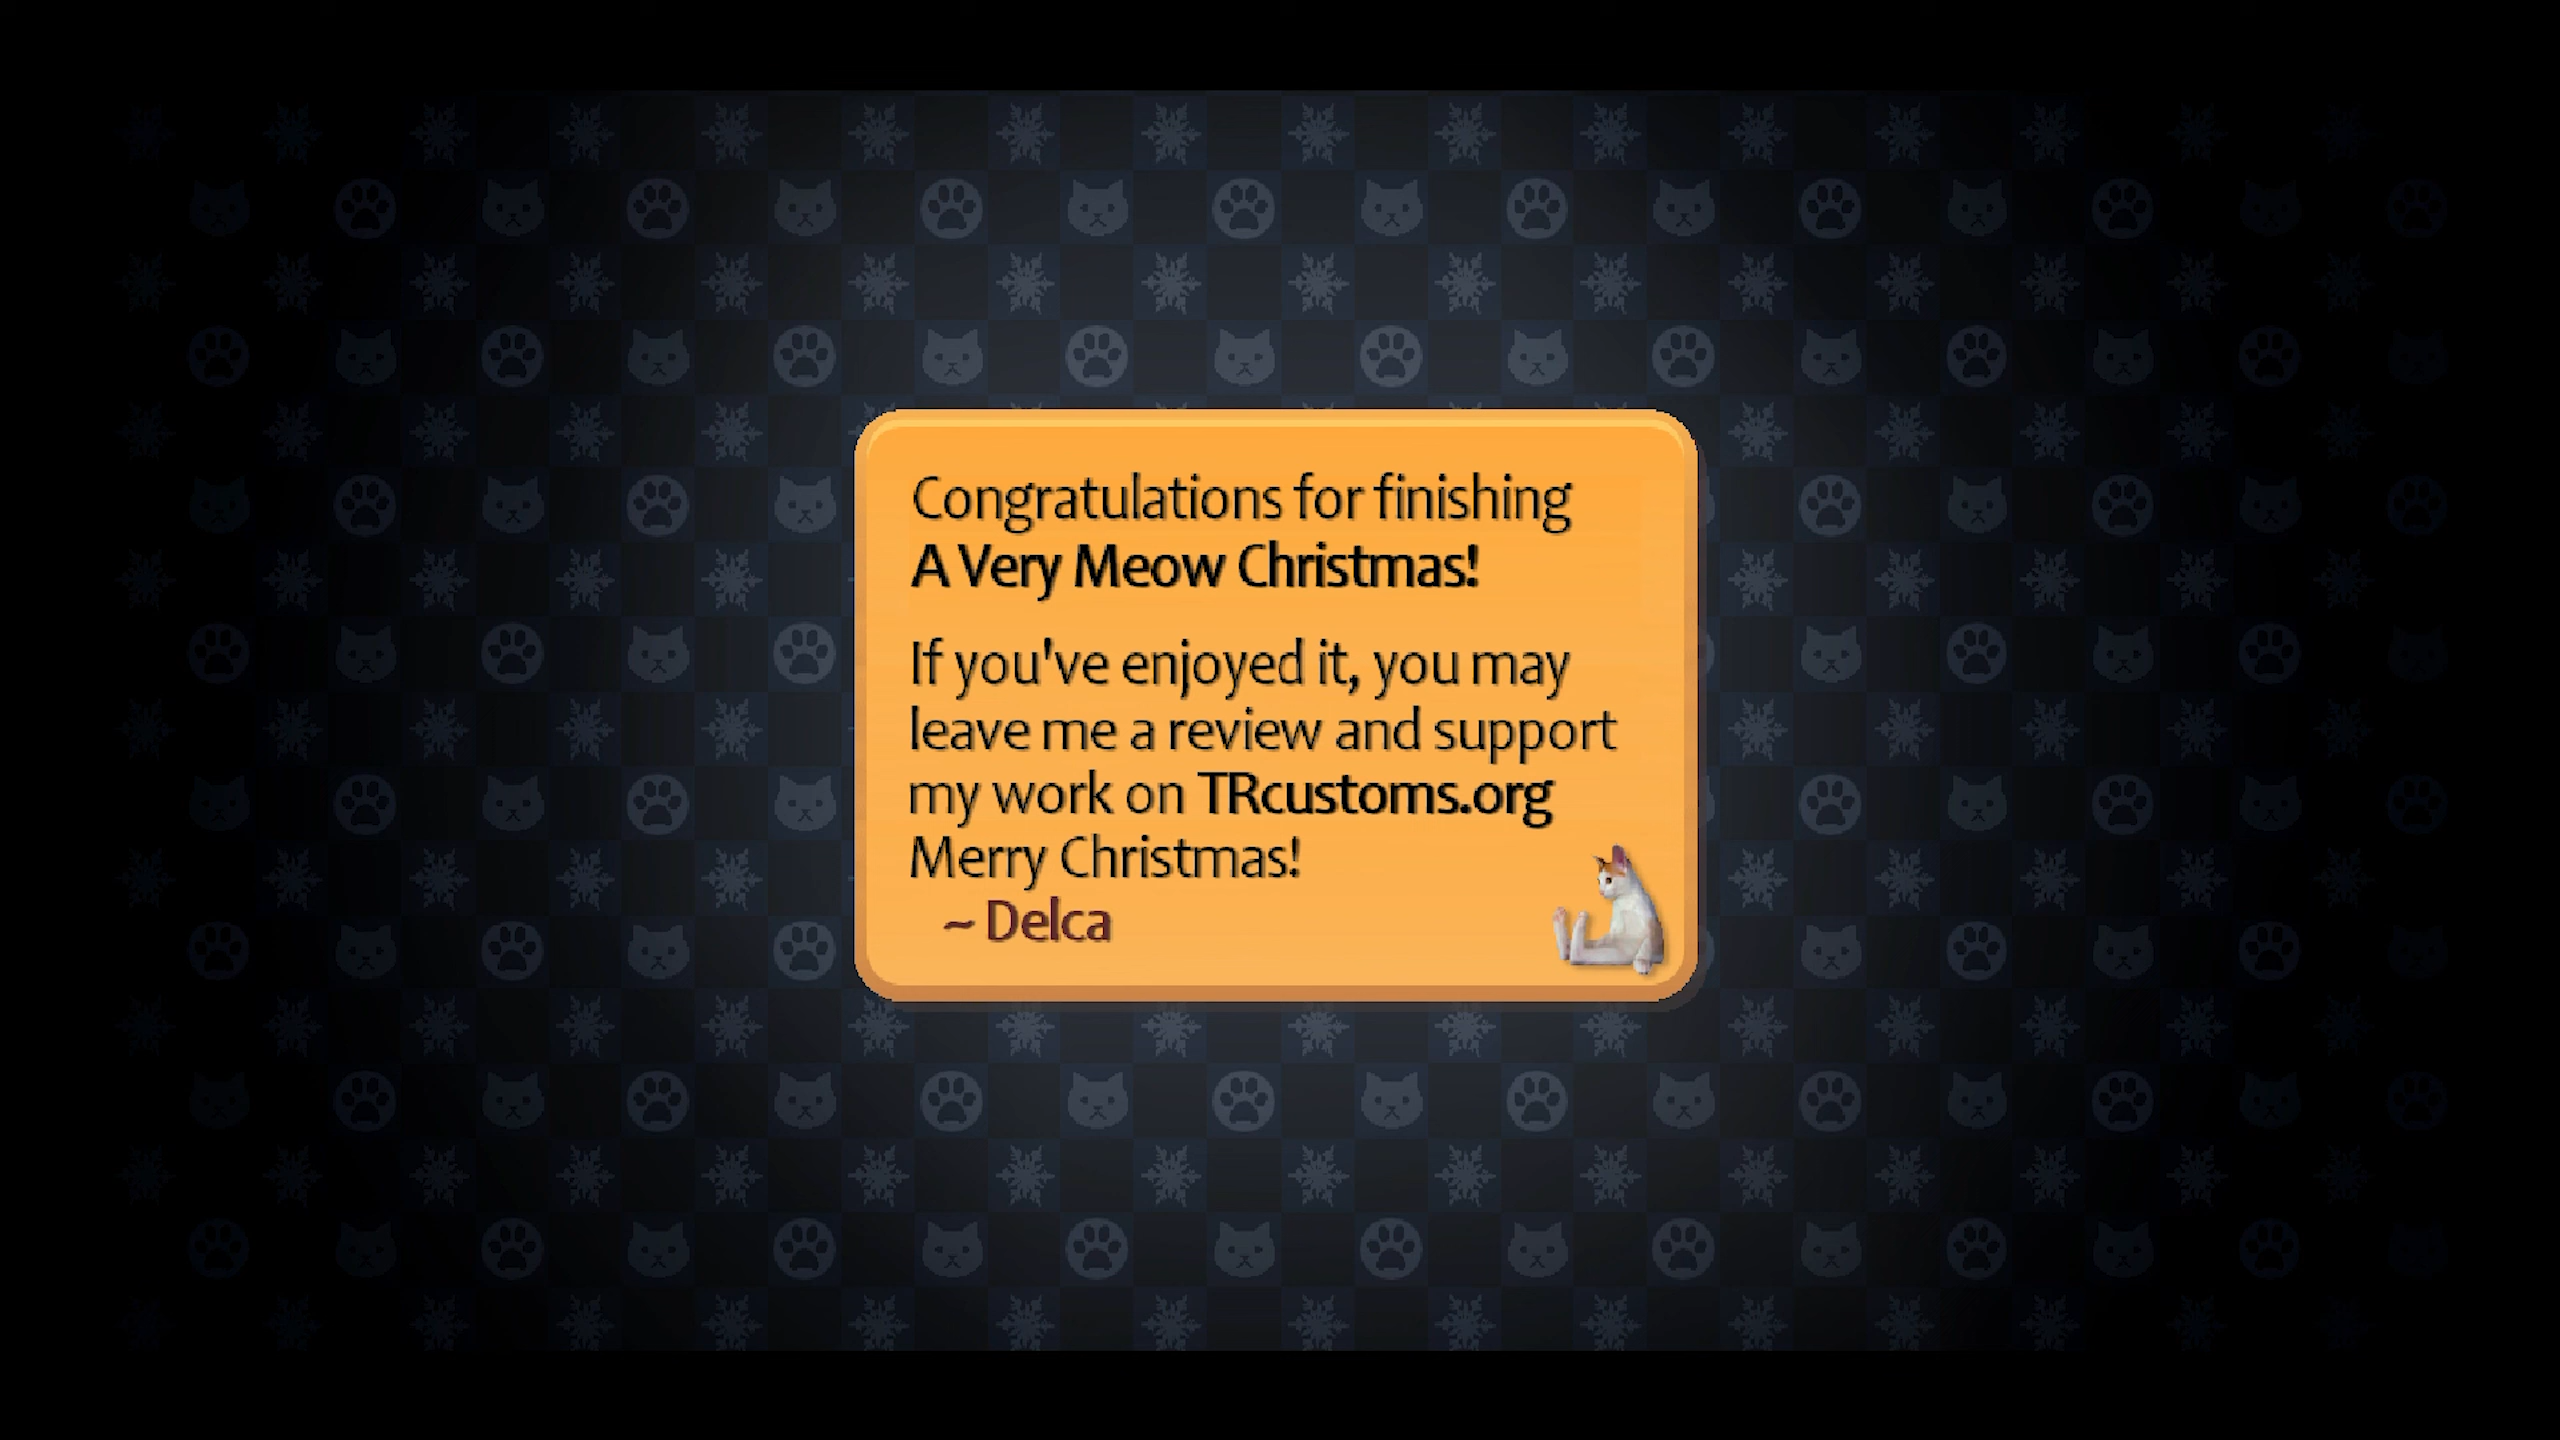 Congratulations for finishing
A Very Meow Christmas!
If you've enjoyed it, you may
leave me a review and support
my work on TRcustoms.org
Merry Christmas!
~ Delca